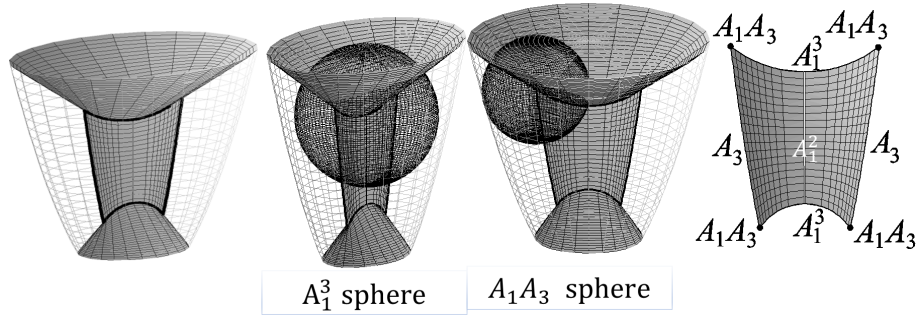 A₁A₃ A₁³ A₁A₃
A₃ A₁² A₃
A₁A₃ A₁³ A₁A₃
A₁³ sphere
A₁A₃ sphere